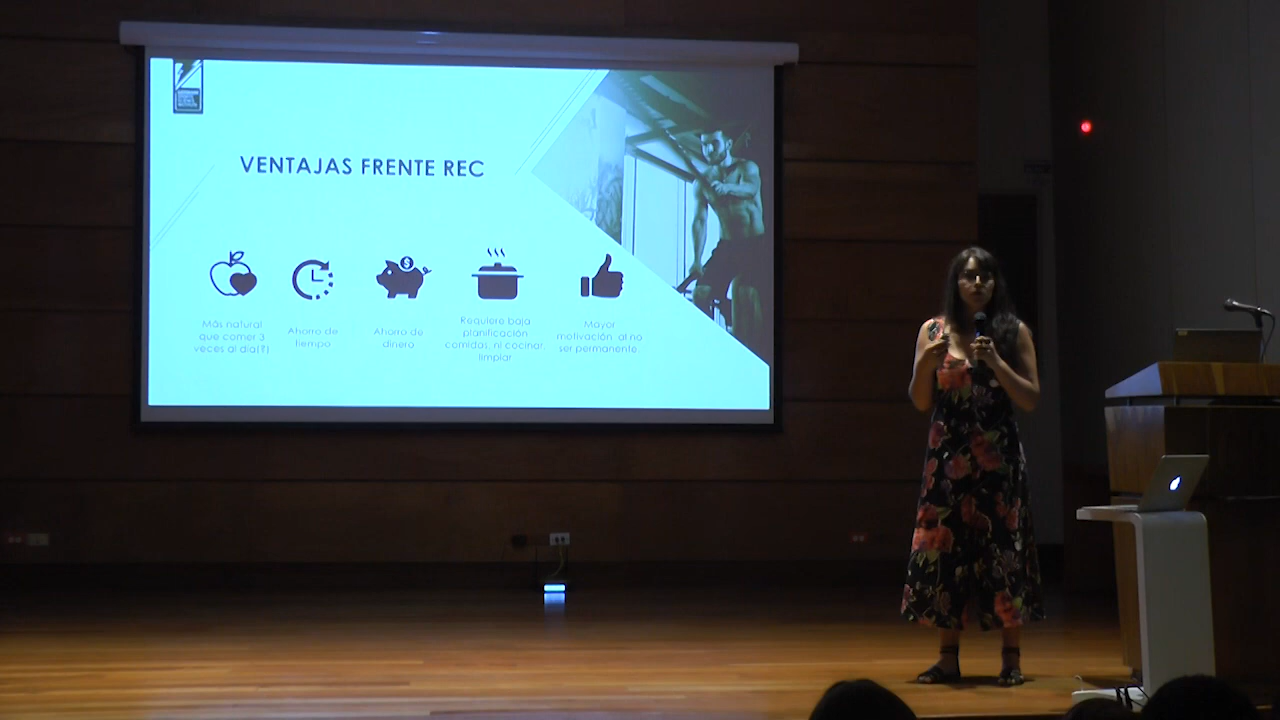 VENTAJAS FRENTE REC
Más natural
que comer 3
veces al día(?)
Ahorro de
tiempo.
Ahorro de
dinero.
Requiere baja
planificación
comidas, ni cocinar,
limpiar
Mayor
motivación al no
ser permanente.